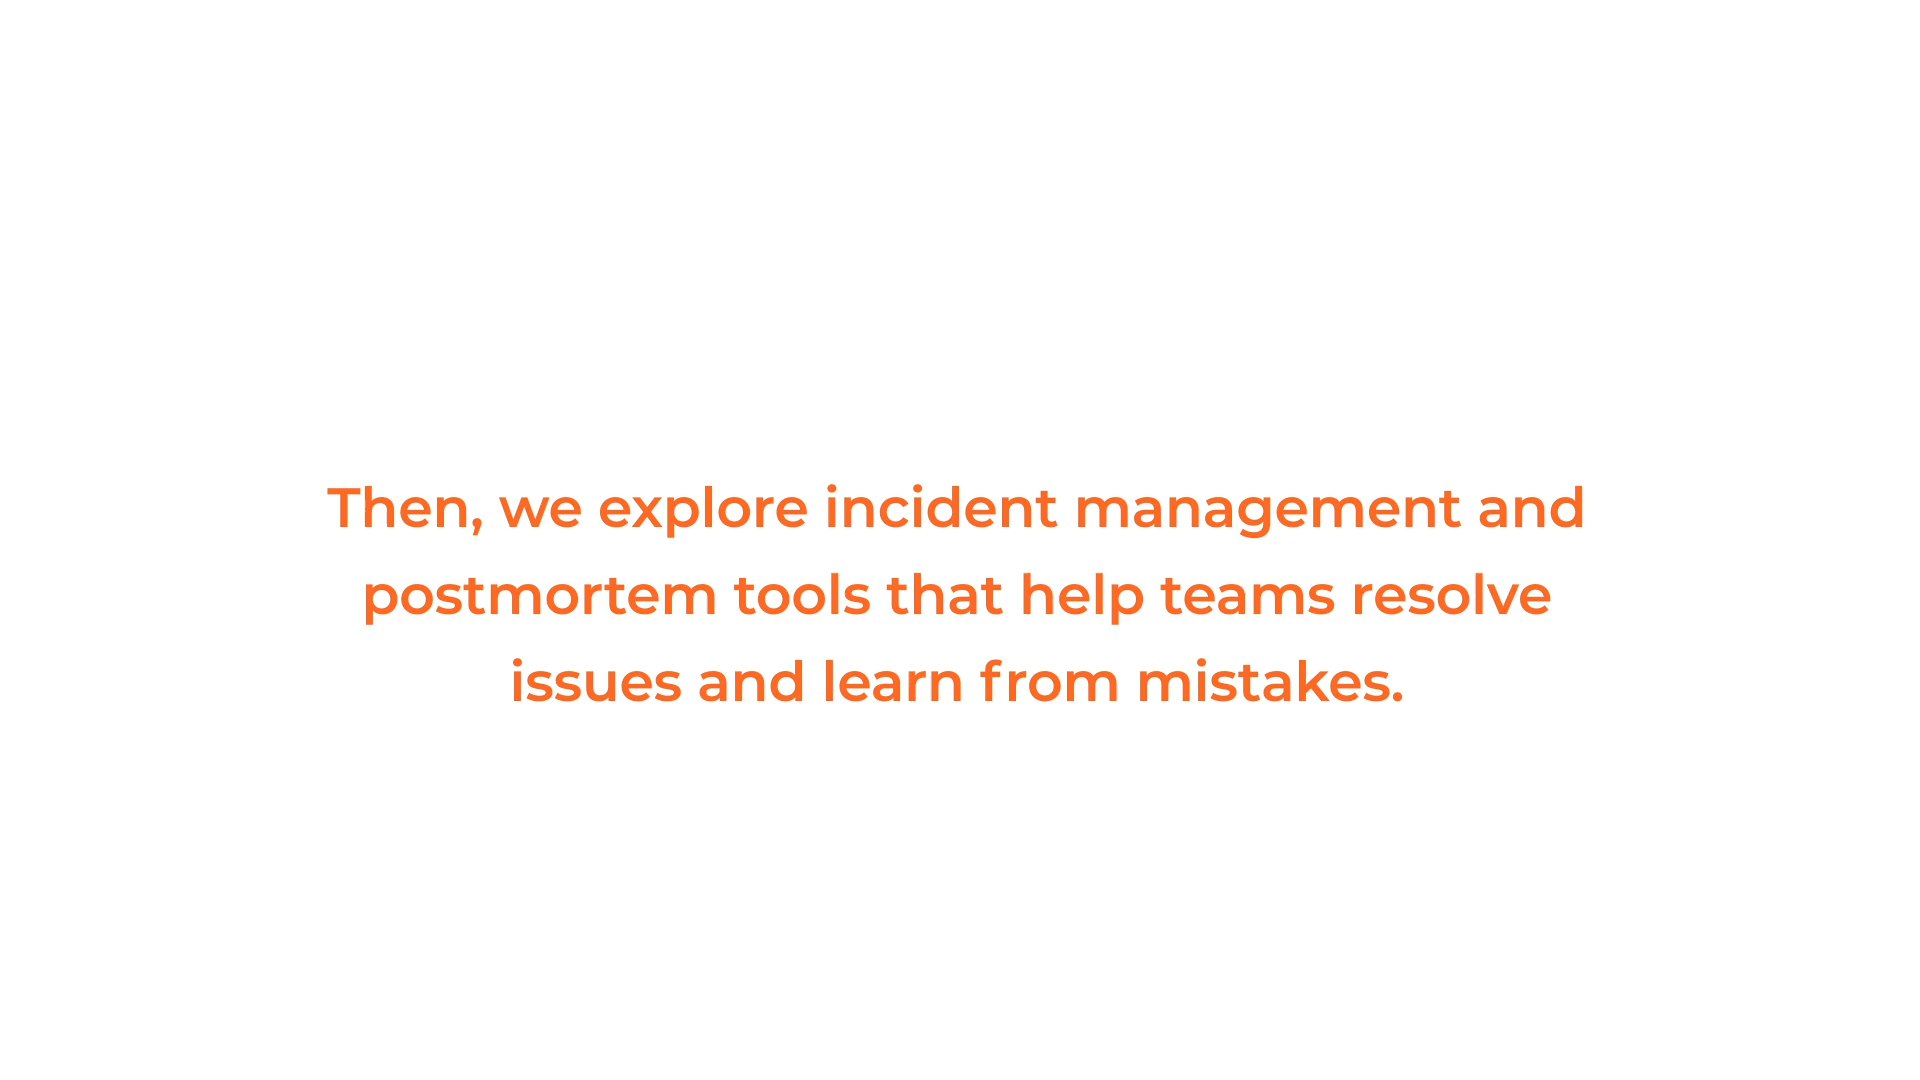 Then, we explore incident management and
postmortem tools that help teams resolve
issues and learn from mistakes.